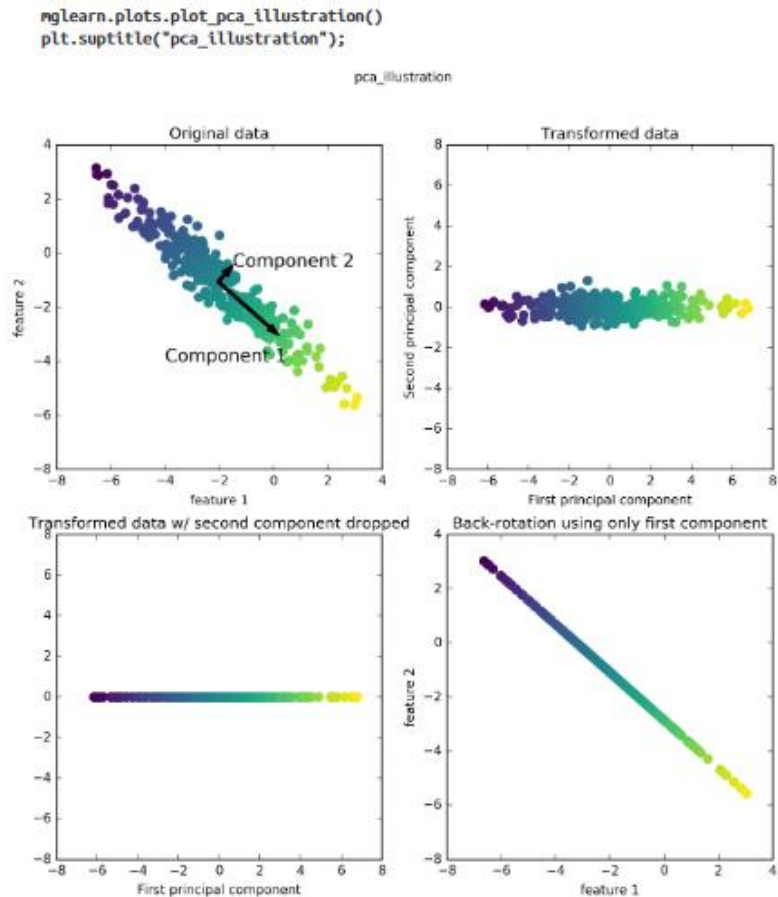 mglearn.plots.plot_pca_illustration()
plt.suptitle("pca_illustration");
pca_illustration
Original data
4
2
0
−2
−4
−6
−8
feature 2
Component 2
Component 1
−8 −6 −4 −2 0 2 4
feature 1
Transformed data
8
6
4
2
0
−2
−4
−6
−8
Second principal component
−8 −6 −4 −2 0 2 4 6 8
First principal component
Transformed data w/ second component dropped
8
6
4
2
0
−2
−4
−6
−8
−8 −6 −4 −2 0 2 4 6 8
First principal component
Back-rotation using only first component
4
2
0
−2
−4
−6
−8
feature 2
−8 −6 −4 −2 0 2 4
feature 1